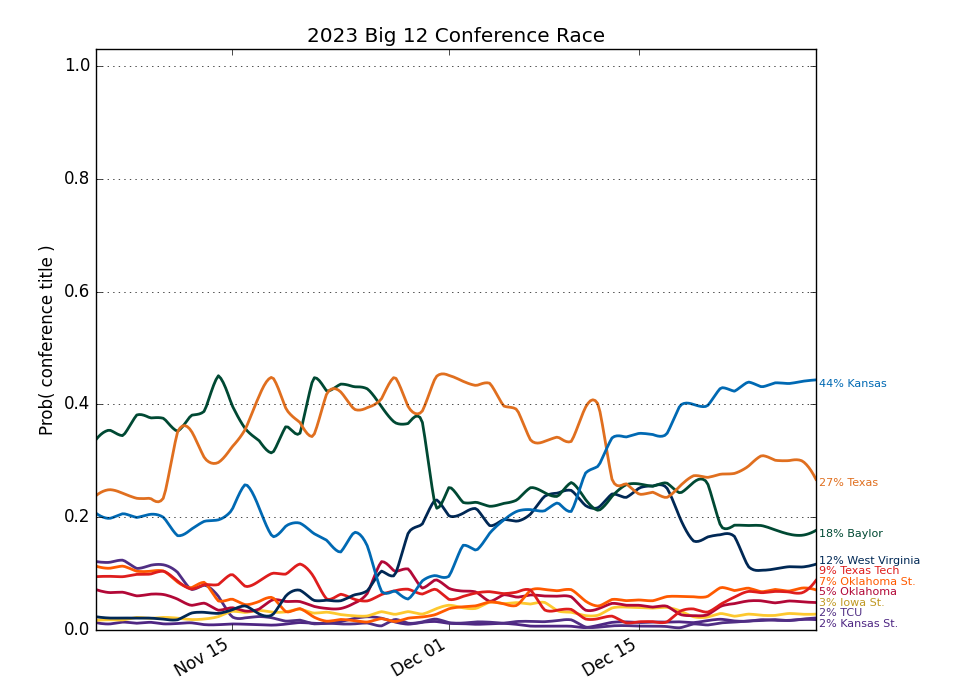 2023 Big 12 Conference Race
Prob( conference title )
1.0
0.8
0.6
0.4
0.2
0.0
Nov 15
Dec 01
Dec 15
44% Kansas
27% Texas
18% Baylor
12% West Virginia
9% Texas Tech
7% Oklahoma St.
5% Oklahoma
3% Iowa St.
2% TCU
2% Kansas St.